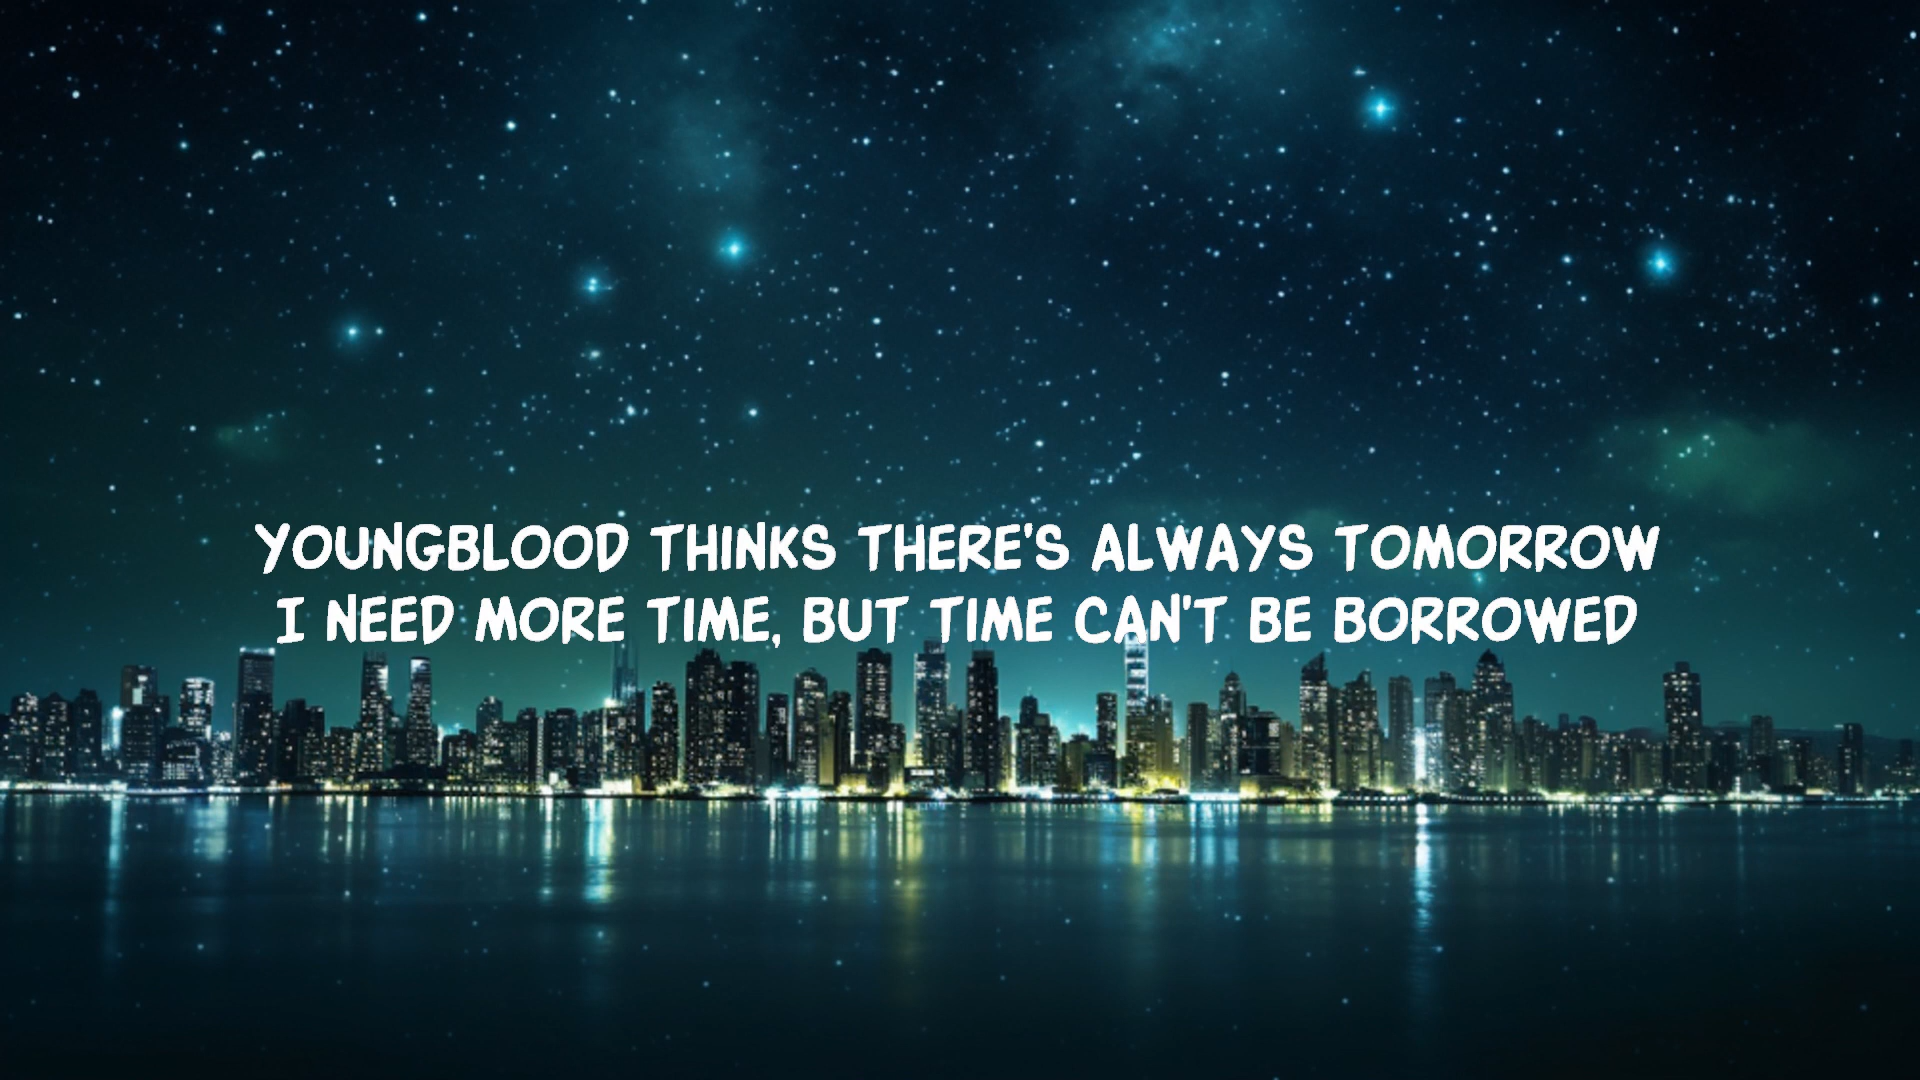 YOUNGBLOOD THINKS THERE'S ALWAYS TOMORROW
I NEED MORE TIME, BUT TIME CAN'T BE BORROWED